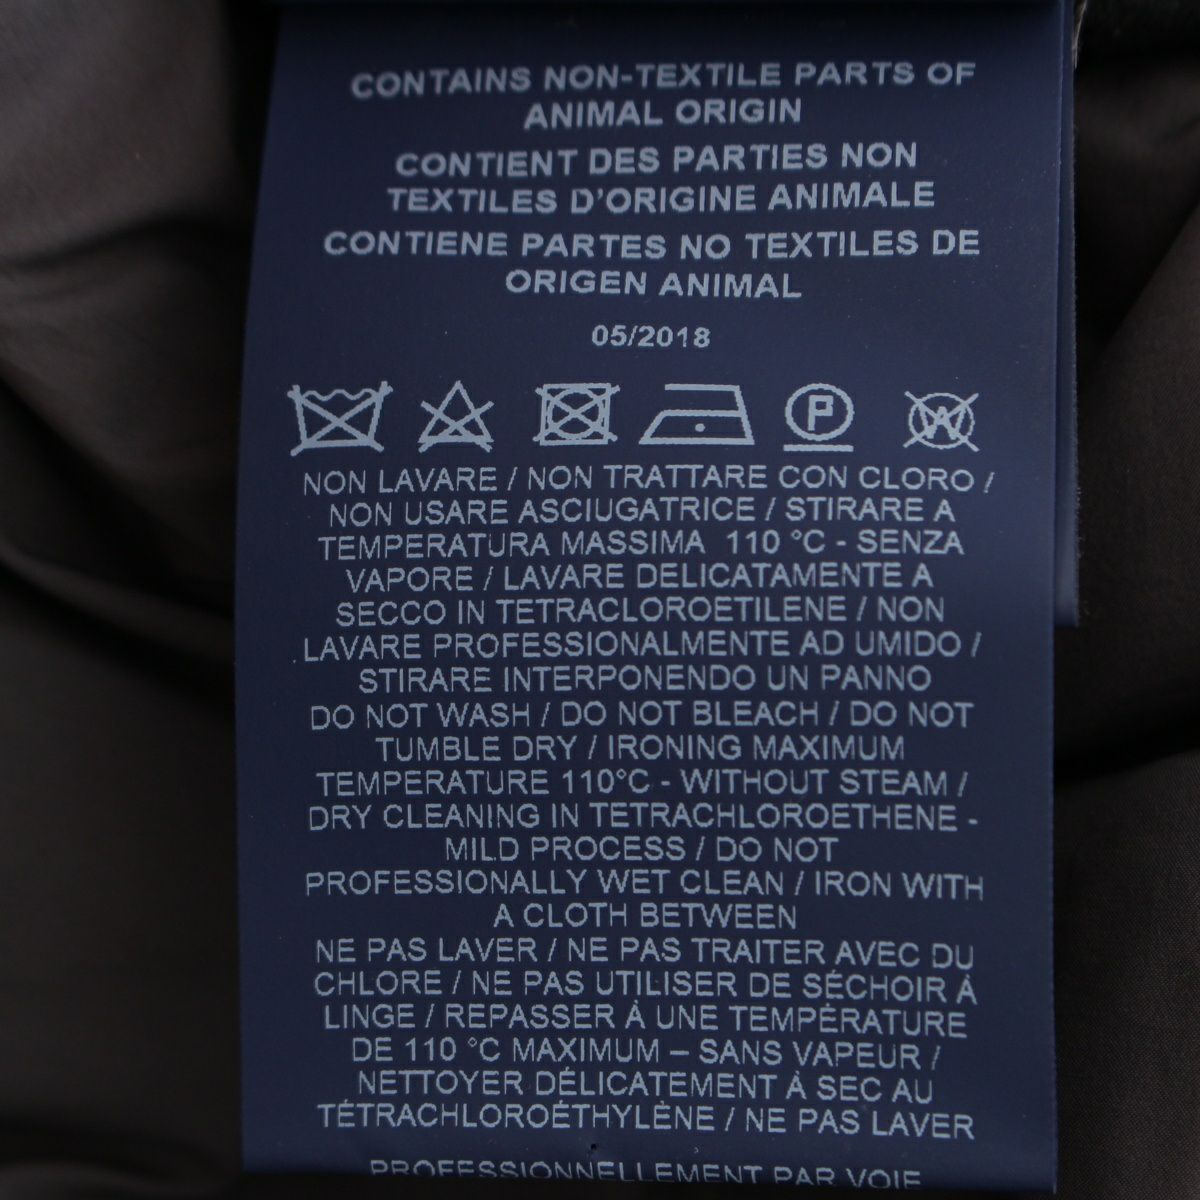 CONTAINS NON-TEXTILE PARTS OF
ANIMAL ORIGIN
CONTIENT DES PARTIES NON
TEXTILES D'ORIGINE ANIMALE
CONTIENE PARTES NO TEXTILES DE
ORIGEN ANIMAL
05/2018
P W
NON LAVARE / NON TRATTARE CON CLORO /
NON USARE ASCIUGATRICE / STIRARE A
TEMPERATURA MASSIMA 110 °C - SENZA
VAPORE / LAVARE DELICATAMENTE A
SECCO IN TETRACLOROETILENE / NON
LAVARE PROFESSIONALMENTE AD UMIDO /
STIRARE INTERPONENDO UN PANNO
DO NOT WASH / DO NOT BLEACH / DO NOT
TUMBLE DRY / IRONING MAXIMUM
TEMPERATURE 110°C - WITHOUT STEAM /
DRY CLEANING IN TETRACHLOROETHENE -
MILD PROCESS / DO NOT
PROFESSIONALLY WET CLEAN / IRON WITH
A CLOTH BETWEEN
NE PAS LAVER / NE PAS TRAITER AVEC DU
CHLORE / NE PAS UTILISER DE SÉCHOIR À
LINGE / REPASSER À UNE TEMPÉRATURE
DE 110 °C MAXIMUM – SANS VAPEUR /
NETTOYER DÉLICATEMENT À SEC AU
TÉTRACHLOROÉTHYLÈNE / NE PAS LAVER
PROFESSIONNELLEMENT PAR VOIE